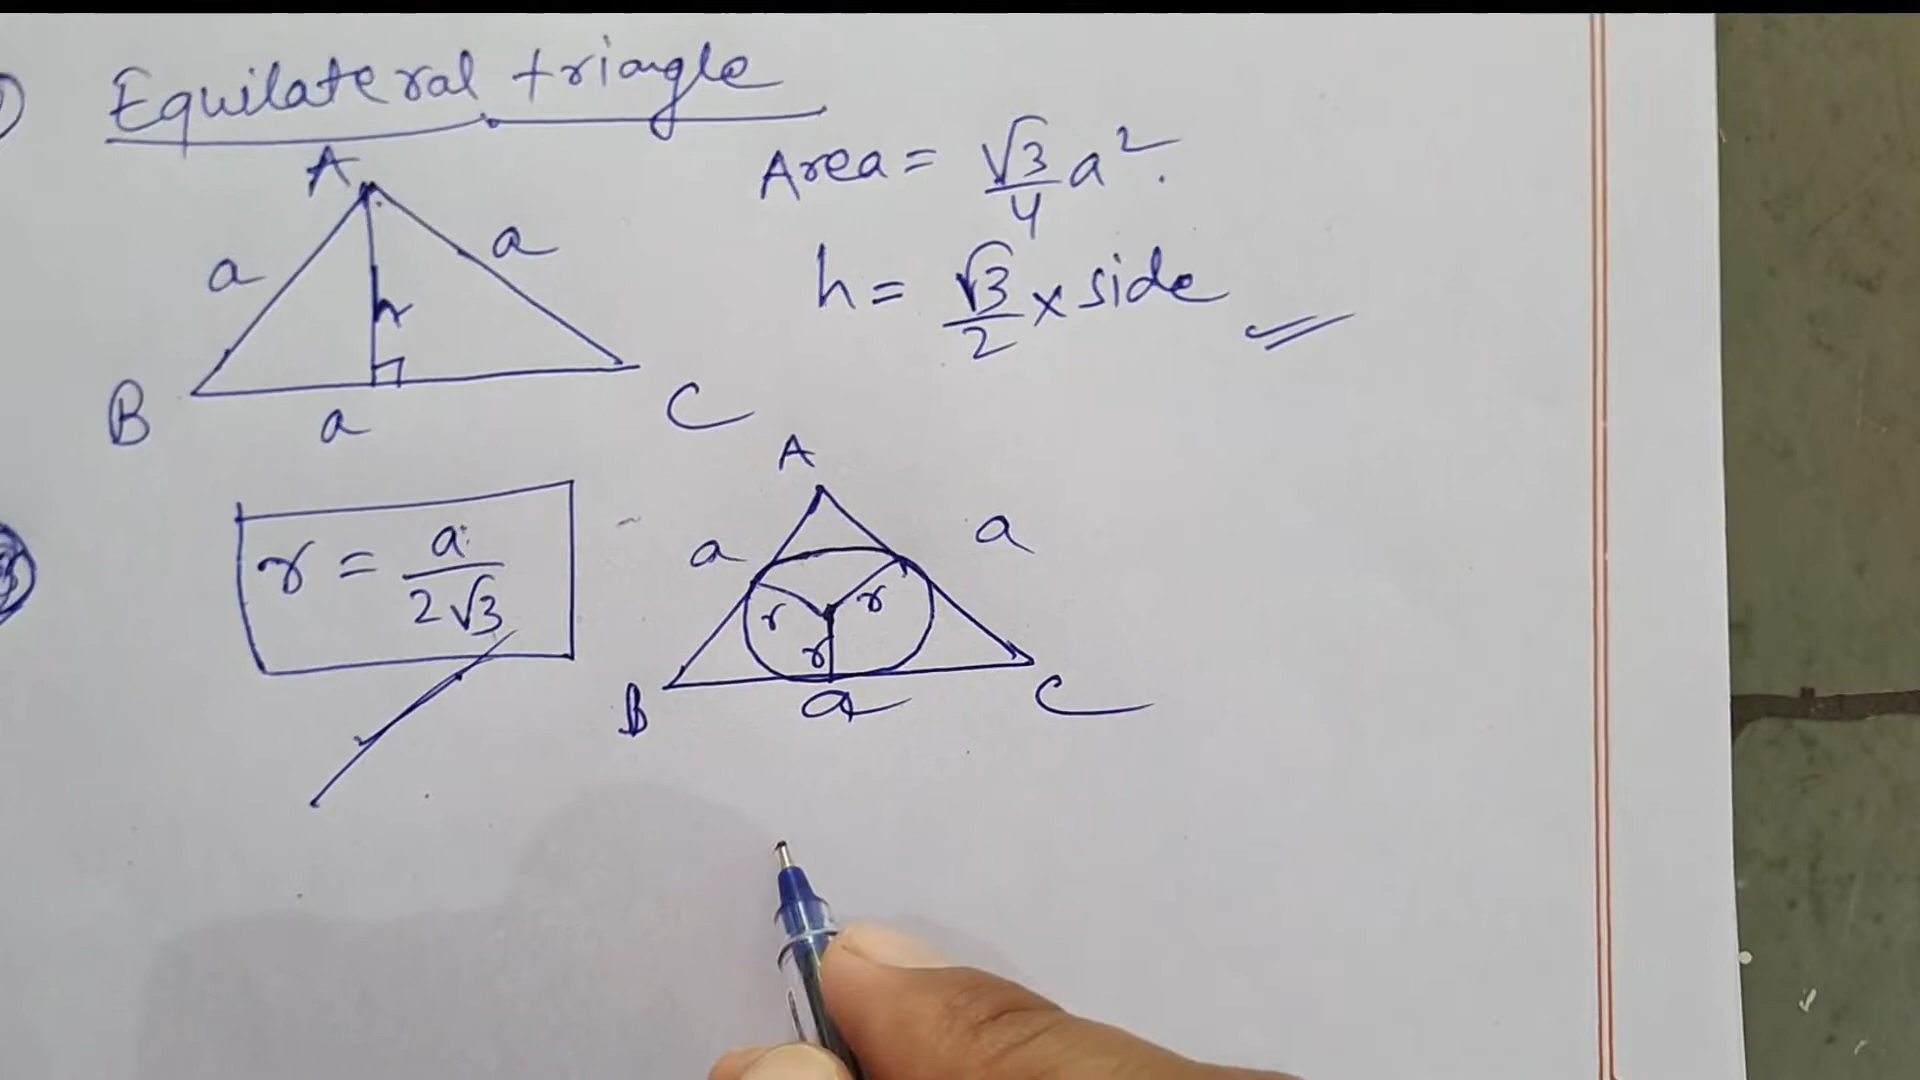 Equilateral triangle
A
a
a
h
B
a
C
Area = √3/4 a².
h = √3/2 × side
r = a/2√3
A
a
a
r
r
r
B
a
C